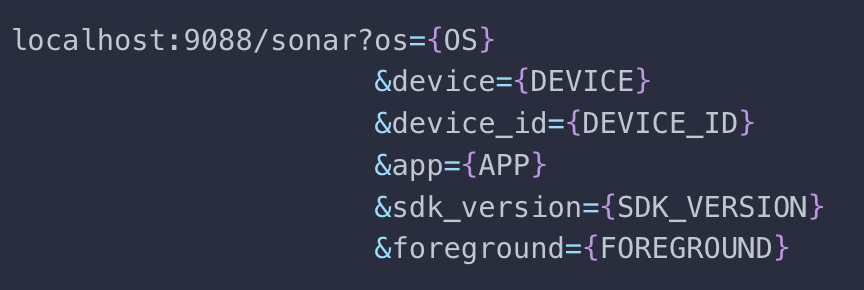 localhost:9088/sonar?os={OS}
&device={DEVICE}
&device_id={DEVICE_ID}
&app={APP}
&sdk_version={SDK_VERSION}
&foreground={FOREGROUND}